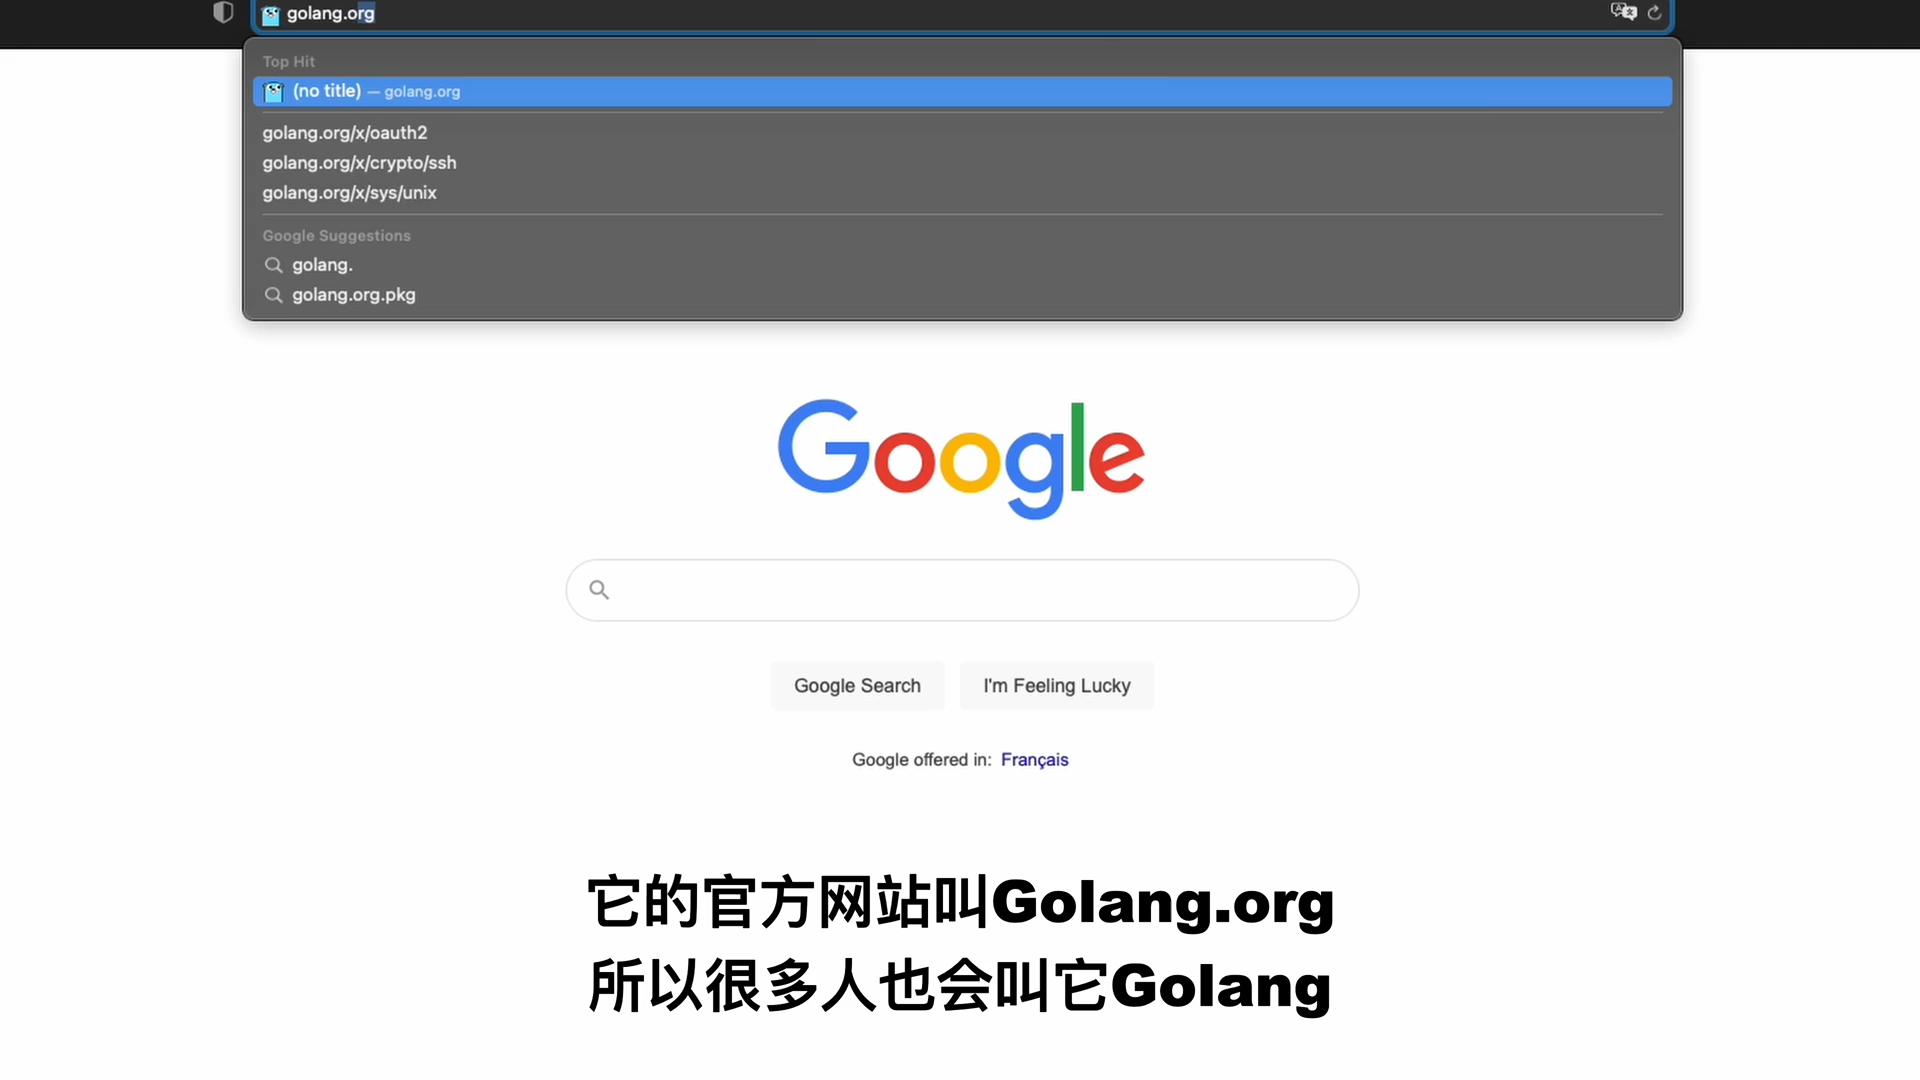 golang.org
Top Hit
(no title) — golang.org
golang.org/x/oauth2
golang.org/x/crypto/ssh
golang.org/x/sys/unix
Google Suggestions
golang.
golang.org.pkg
Google
Google Search
I'm Feeling Lucky
Google offered in: Français
它的官方网站叫Golang.org
所以很多人也会叫它Golang